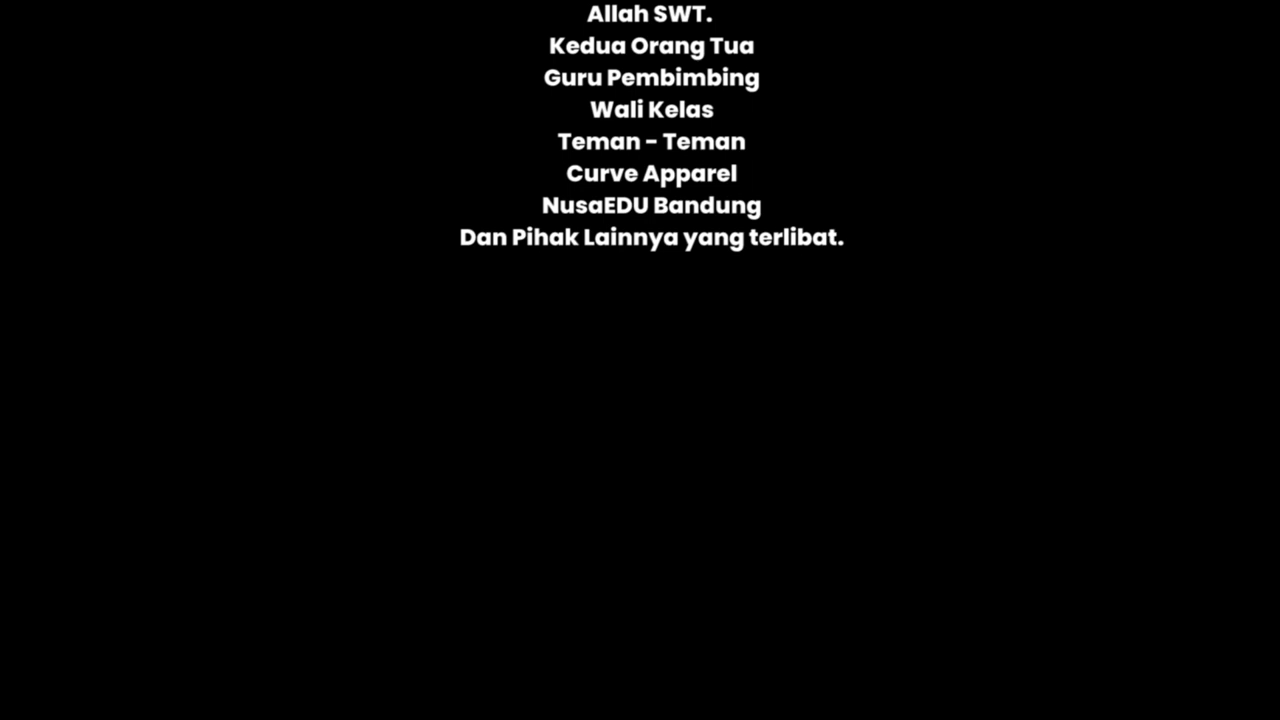 Allah SWT.
Kedua Orang Tua
Guru Pembimbing
Wali Kelas
Teman - Teman
Curve Apparel
NusaEDU Bandung
Dan Pihak Lainnya yang terlibat.